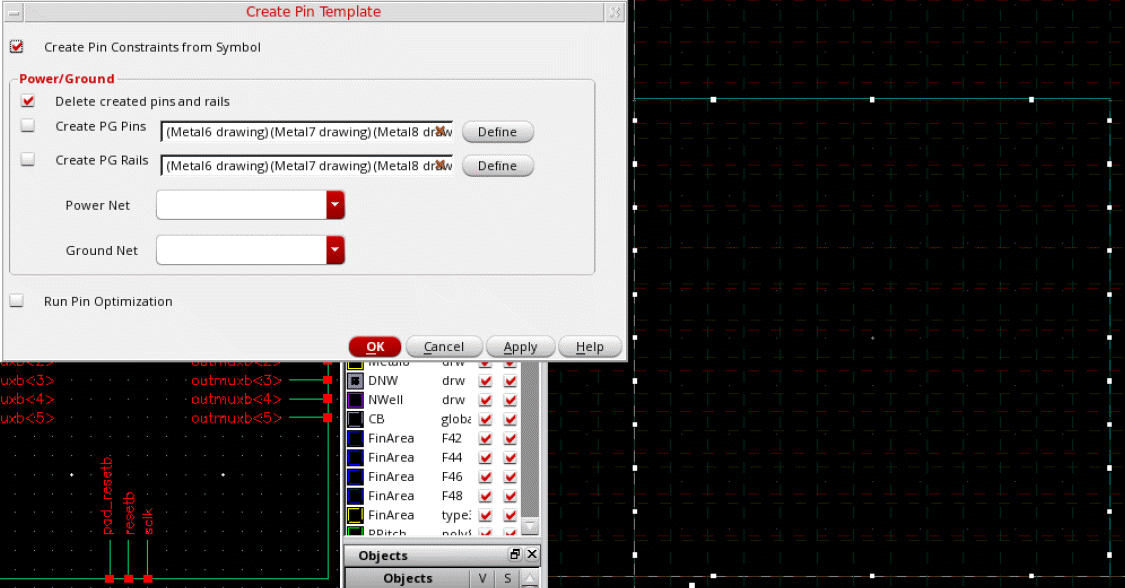 Create Pin Template
Create Pin Constraints from Symbol
Power/Ground
Delete created pins and rails
Create PG Pins
(Metal6 drawing)(Metal7 drawing)(Metal8 draw
Define
Create PG Rails
(Metal6 drawing)(Metal7 drawing)(Metal8 draw
Define
Power Net
Ground Net
Run Pin Optimization
OK
Cancel
Apply
Help
uxb<3>
outmuxb<3>
uxb<4>
outmuxb<4>
uxb<5>
outmuxb<5>
pad_resetb
resetb
sclk
DNW drw
NWell drw
CB globa
FinArea F42
FinArea F44
FinArea F46
FinArea F48
FinArea type3
PPitch
Objects
Objects V S